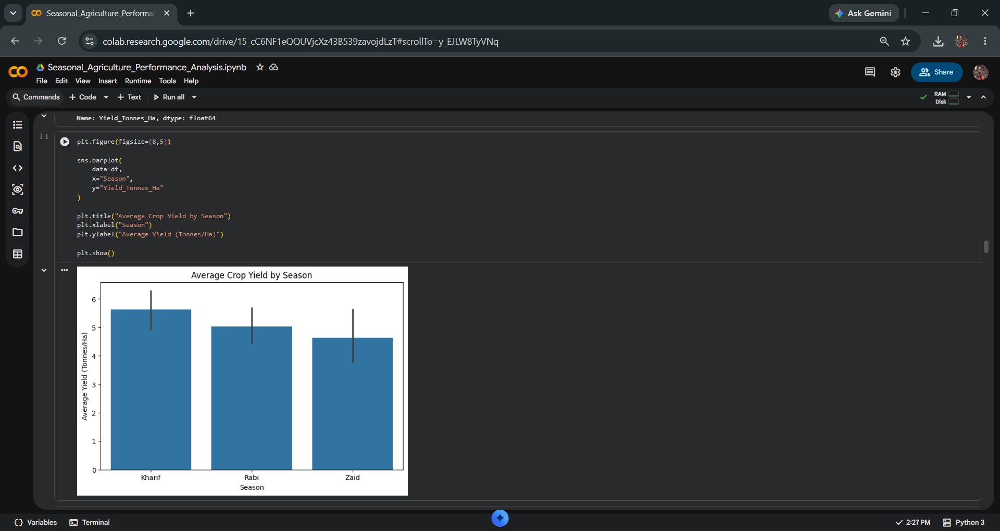 Seasonal_Agriculture_Performa
Ask Gemini
colab.research.google.com/drive/15_cC6NF1eQQUVjcXz43B539zavojdLzT#scrollTo=y_EJLW8TyVNq
Seasonal_Agriculture_Performance_Analysis.ipynb
File Edit View Insert Runtime Tools Help
Share
Commands + Code + Text Run all
RAM
Disk
Name: Yield_Tonnes_Ha, dtype: float64
[ ]
plt.figure(figsize=(8,5))
sns.barplot(
data=df,
x="Season",
y="Yield_Tonnes_Ha"
)
plt.title("Average Crop Yield by Season")
plt.xlabel("Season")
plt.ylabel("Average Yield (Tonnes/Ha)")
plt.show()
Average Crop Yield by Season
6
5
4
3
2
1
0
Average Yield (Tonnes/Ha)
Kharif Rabi Zaid
Season
{} Variables Terminal
2:27 PM Python 3